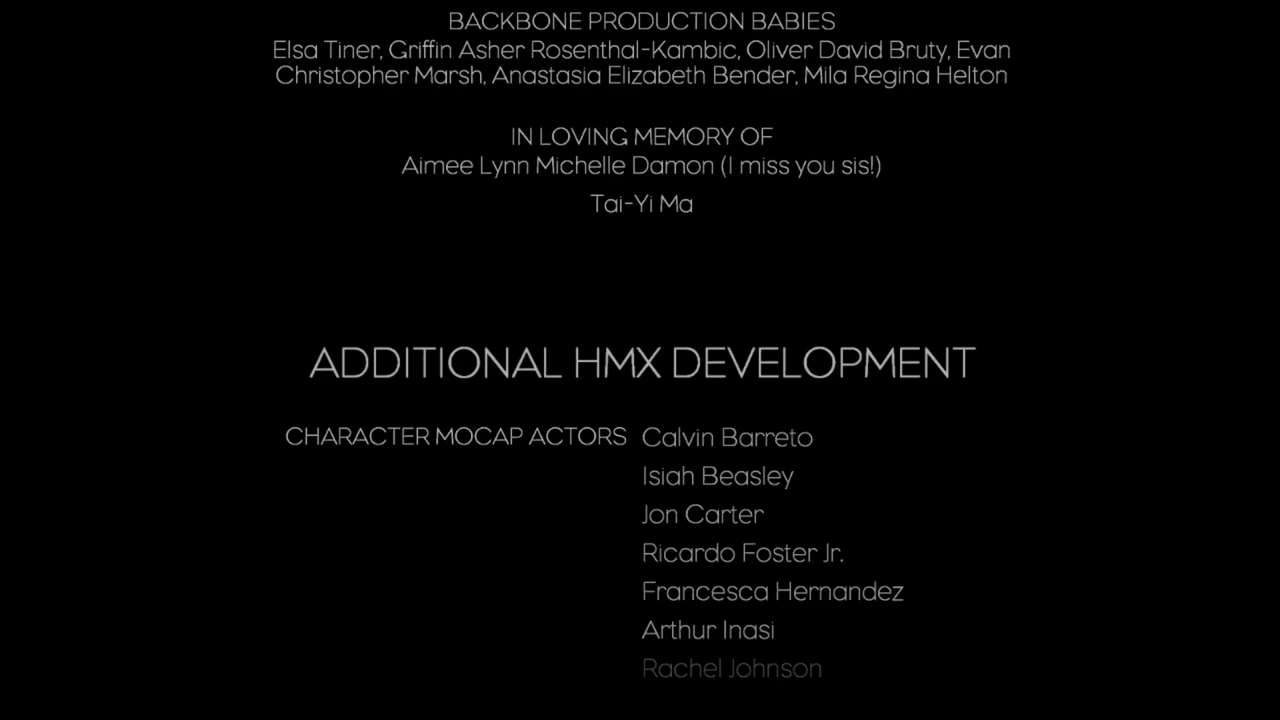 BACKBONE PRODUCTION BABIES
Elsa Tiner, Griffin Asher Rosenthal-Kambic, Oliver David Bruty, Evan
Christopher Marsh, Anastasia Elizabeth Bender, Mila Regina Helton
IN LOVING MEMORY OF
Aimee Lynn Michelle Damon (I miss you sis!)
Tai-Yi Ma
ADDITIONAL HMX DEVELOPMENT
CHARACTER MOCAP ACTORS Calvin Barreto
Isiah Beasley
Jon Carter
Ricardo Foster Jr.
Francesca Hernandez
Arthur Inasi
Rachel Johnson